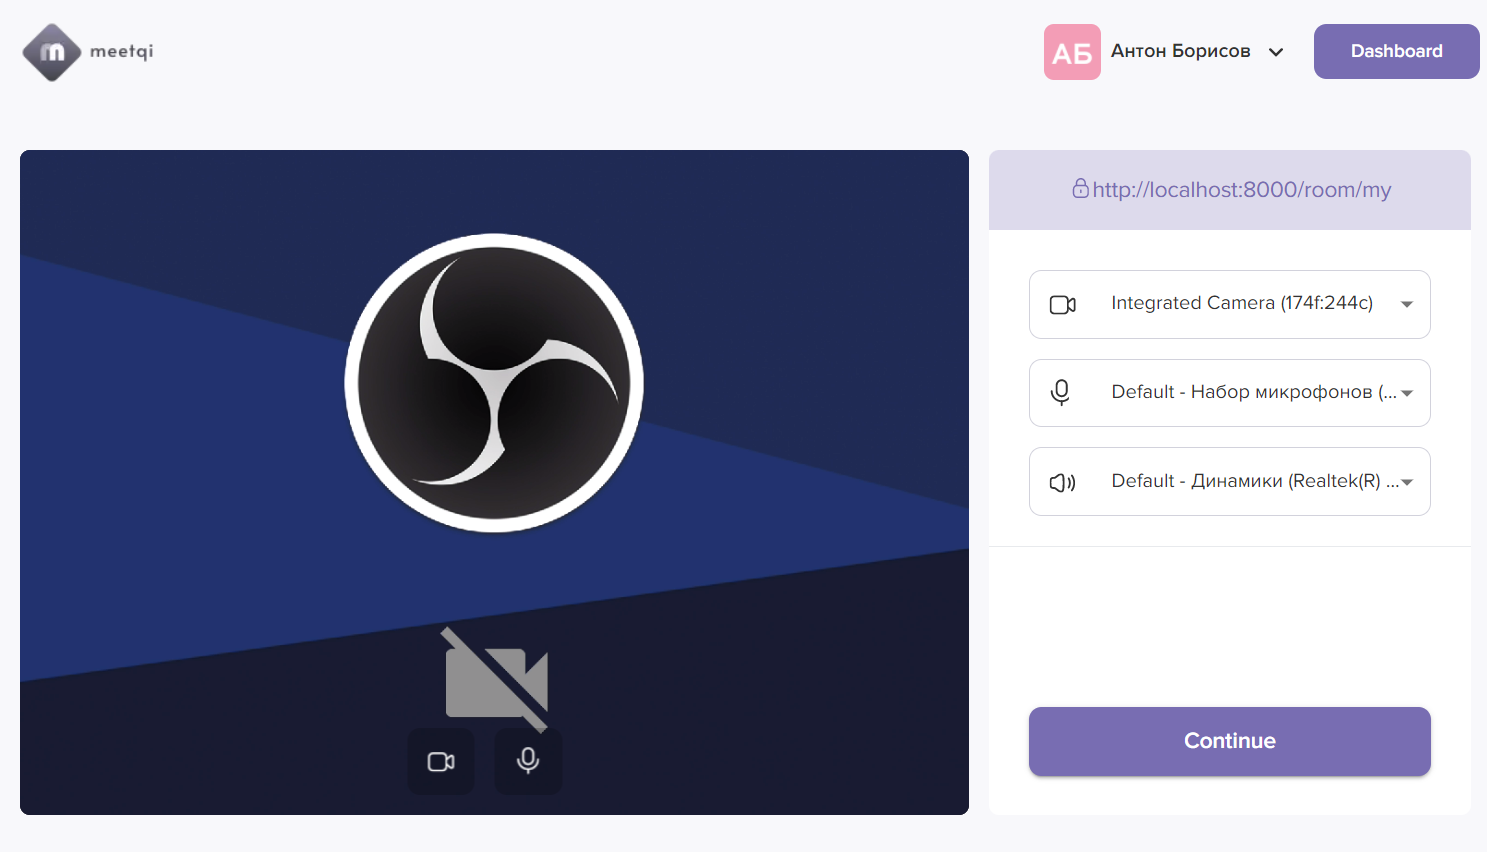 meetqi
АБ
Антон Борисов
Dashboard
http://localhost:8000/room/my
Integrated Camera (174f:244c)
Default - Набор микрофонов (...
Default - Динамики (Realtek(R) ...
Continue